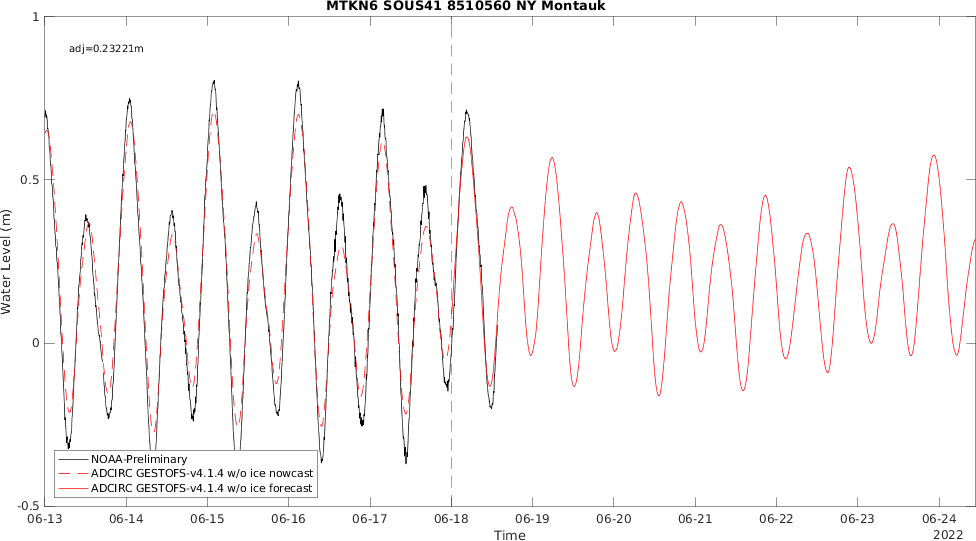 MTKN6 SOUS41 8510560 NY Montauk
1
adj=0.23221m
0.5
Water Level (m)
0
NOAA-Preliminary
ADCIRC GESTOFS-v4.1.4 w/o ice nowcast
ADCIRC GESTOFS-v4.1.4 w/o ice forecast
-0.5
06-13 06-14 06-15 06-16 06-17 06-18 06-19 06-20 06-21 06-22 06-23 06-24
Time
2022